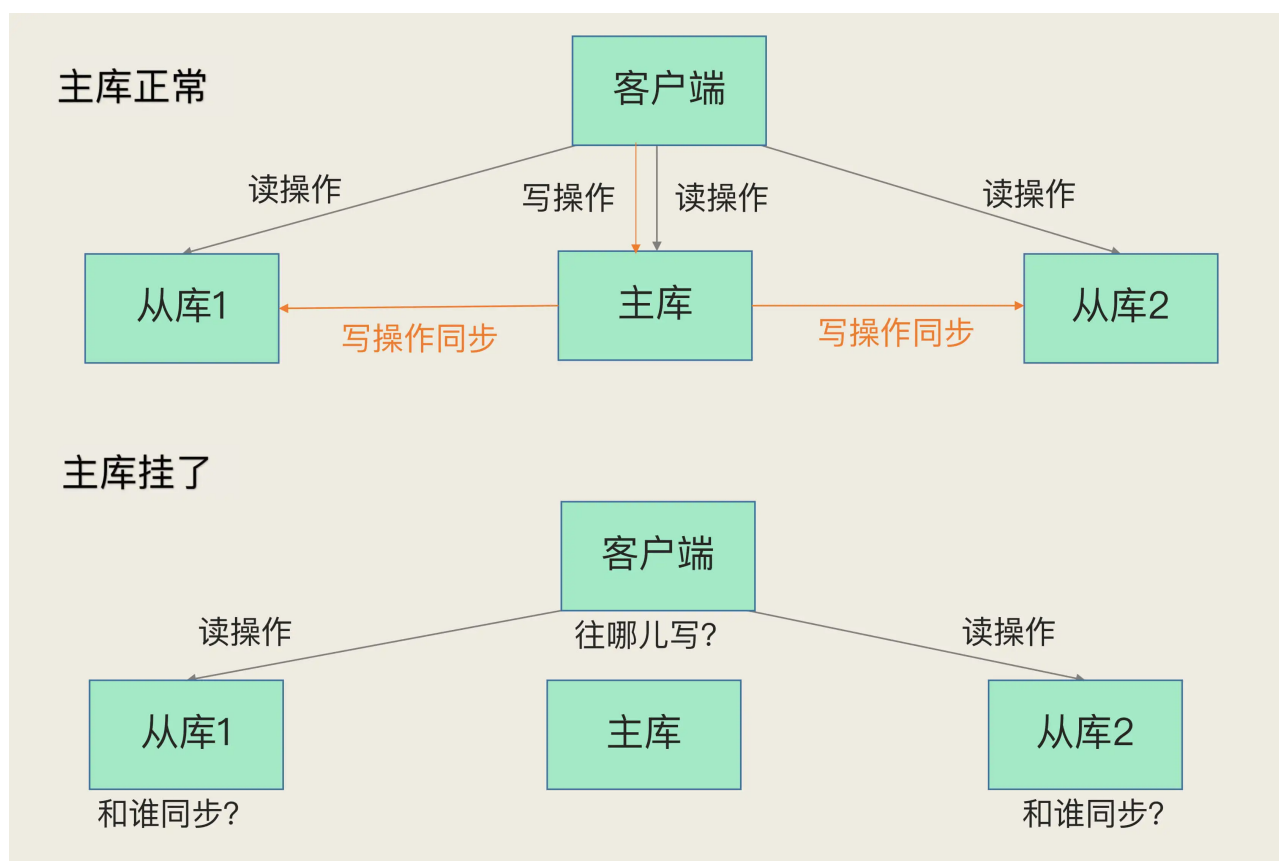 主库正常
客户端
读操作
写操作
读操作
读操作
从库1
主库
从库2
写操作同步
写操作同步
主库挂了
客户端
读操作
往哪儿写?
读操作
从库1
主库
从库2
和谁同步?
和谁同步?